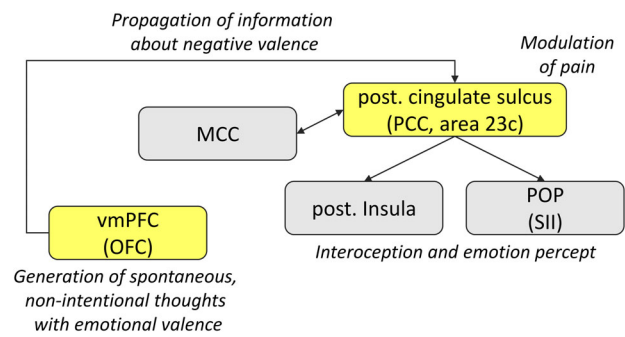 Propagation of information
about negative valence
Modulation
of pain
post. cingulate sulcus
(PCC, area 23c)
MCC
post. Insula
POP
(SII)
vmPFC
(OFC)
Interoception and emotion percept
Generation of spontaneous,
non-intentional thoughts
with emotional valence